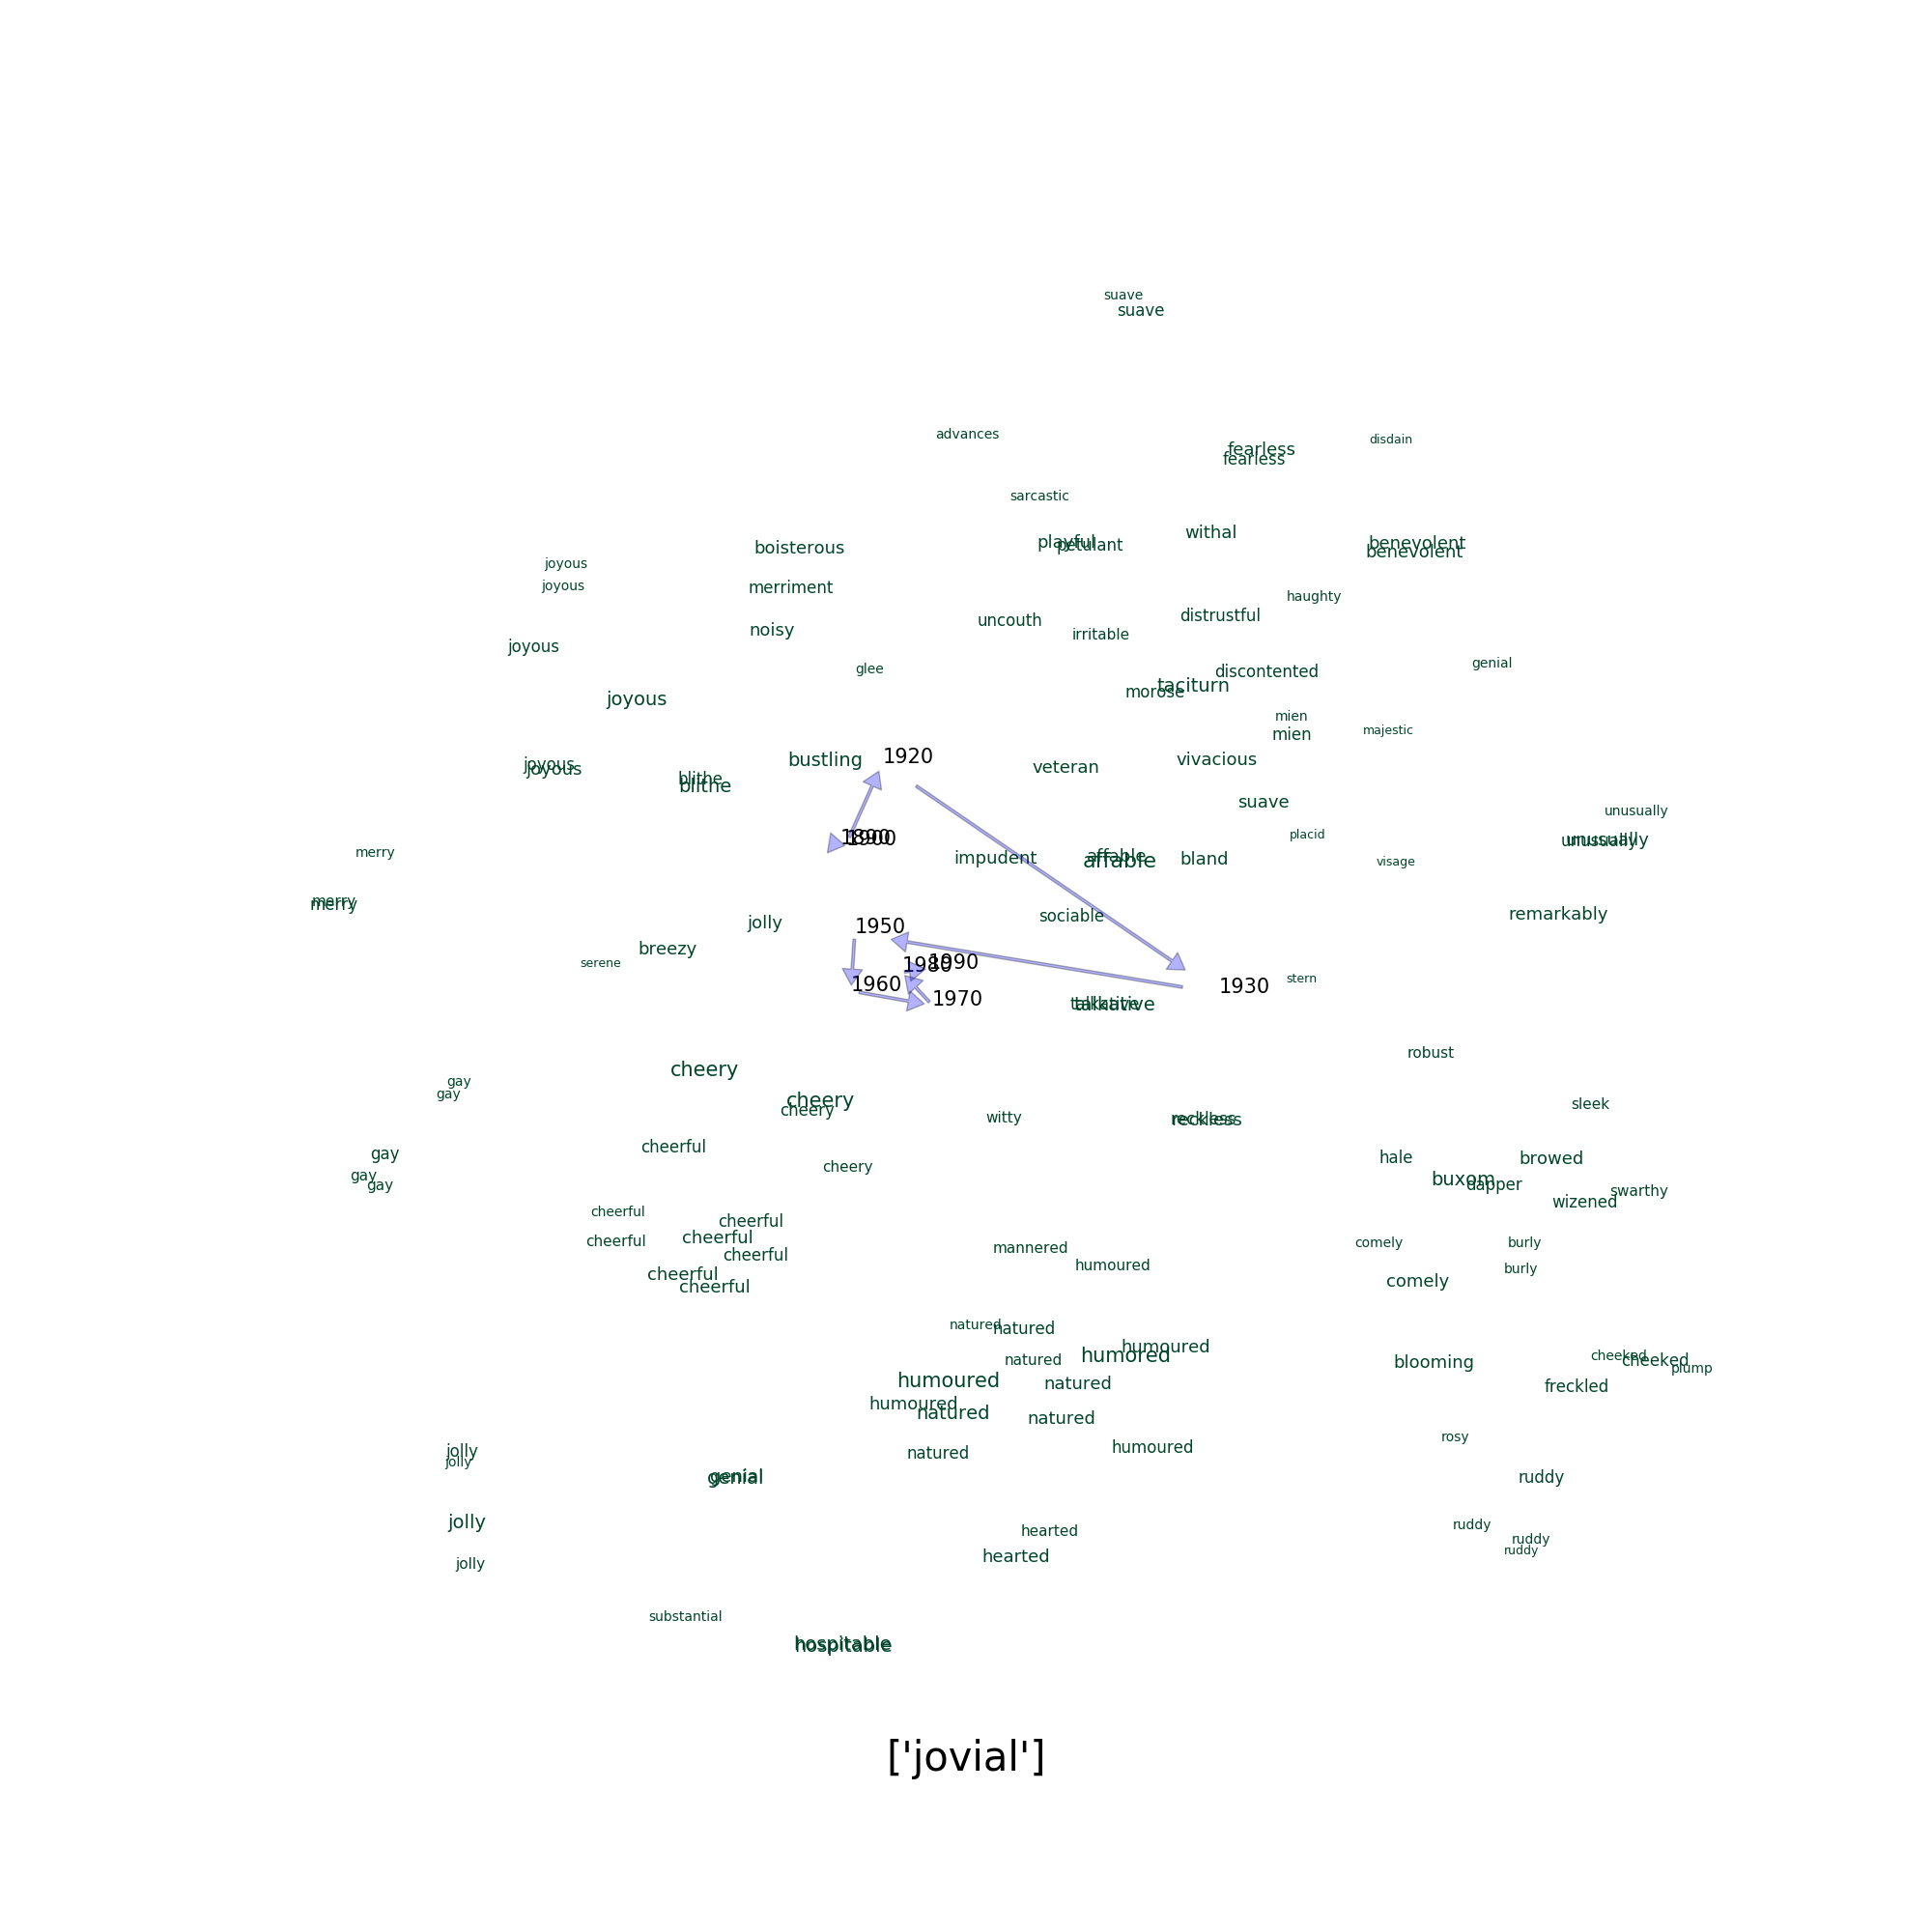 suave
suave
advances
disdain
fearless
fearless
sarcastic
withal
playful
petulant
benevolent
benevolent
boisterous
joyous
joyous
merriment
haughty
distrustful
uncouth
noisy
irritable
joyous
glee
genial
discontented
taciturn
morose
joyous
mien
mien
majestic
1920
bustling
vivacious
veteran
joyous
joyous
blithe
blithe
suave
unusually
placid
1890
1900
unusually
unusually
merry
impudent
affable
affable
bland
visage
merry
merry
remarkably
sociable
jolly
1950
breezy
serene
1980
1990
stern
1960
1930
1970
talkative
talkative
robust
cheery
gay
gay
cheery
cheery
sleek
witty
reckless
reckless
cheerful
gay
hale
browed
cheery
gay
gay
buxom
dapper
swarthy
wizened
cheerful
cheerful
cheerful
cheerful
mannered
comely
burly
cheerful
humoured
burly
cheerful
cheerful
comely
natured
natured
humoured
humored
natured
blooming
cheeked
cheeked
plump
humoured
natured
freckled
humoured
natured
natured
rosy
jolly
jolly
natured
humoured
genial
genial
ruddy
jolly
ruddy
hearted
ruddy
ruddy
hearted
jolly
substantial
hospitable
hospitable
['jovial']